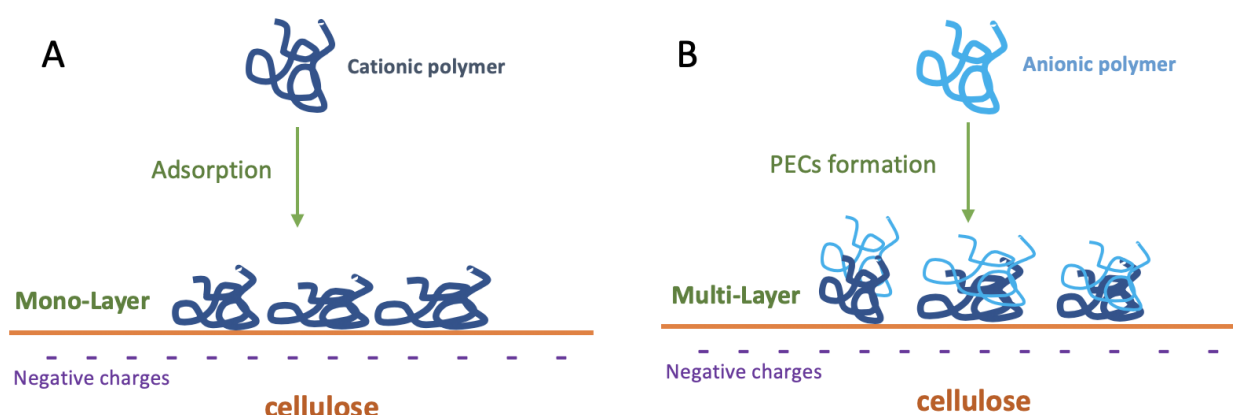 A
Cationic polymer
Adsorption
Mono-Layer
Negative charges
cellulose
B
Anionic polymer
PECs formation
Multi-Layer
Negative charges
cellulose